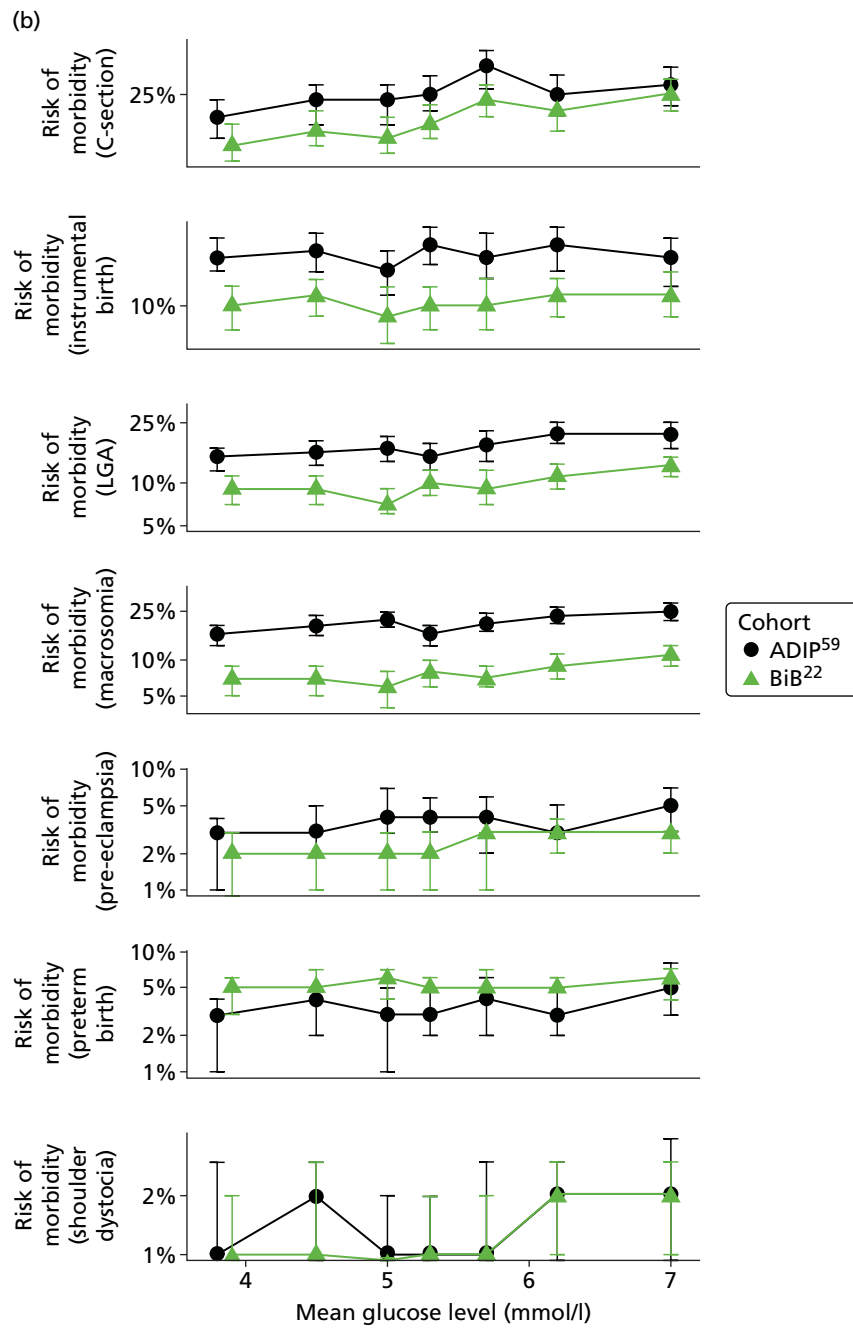 (b)
Risk of
morbidity
(C-section)
25%
Risk of
morbidity
(instrumental
birth)
10%
Risk of
morbidity
(LGA)
25%
10%
5%
Risk of
morbidity
(macrosomia)
25%
10%
5%
Cohort
ADIP⁵⁹
BiB²²
Risk of
morbidity
(pre-eclampsia)
10%
5%
2%
1%
Risk of
morbidity
(preterm
birth)
10%
5%
2%
1%
Risk of
morbidity
(shoulder
dystocia)
2%
1%
4 5 6 7
Mean glucose level (mmol/l)